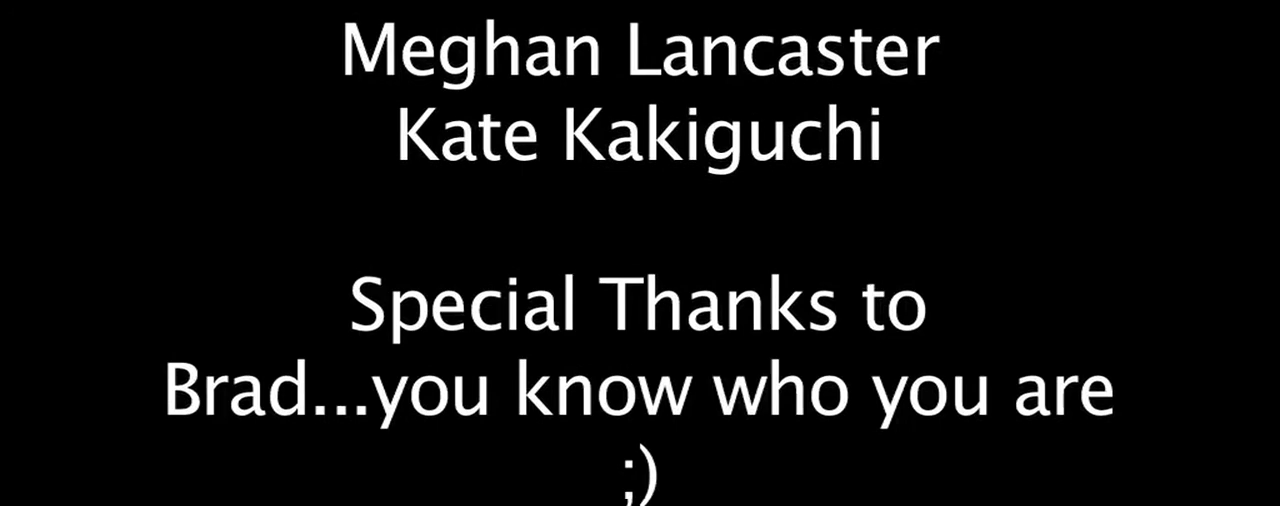 Meghan Lancaster
Kate Kakiguchi
Special Thanks to
Brad...you know who you are
;)